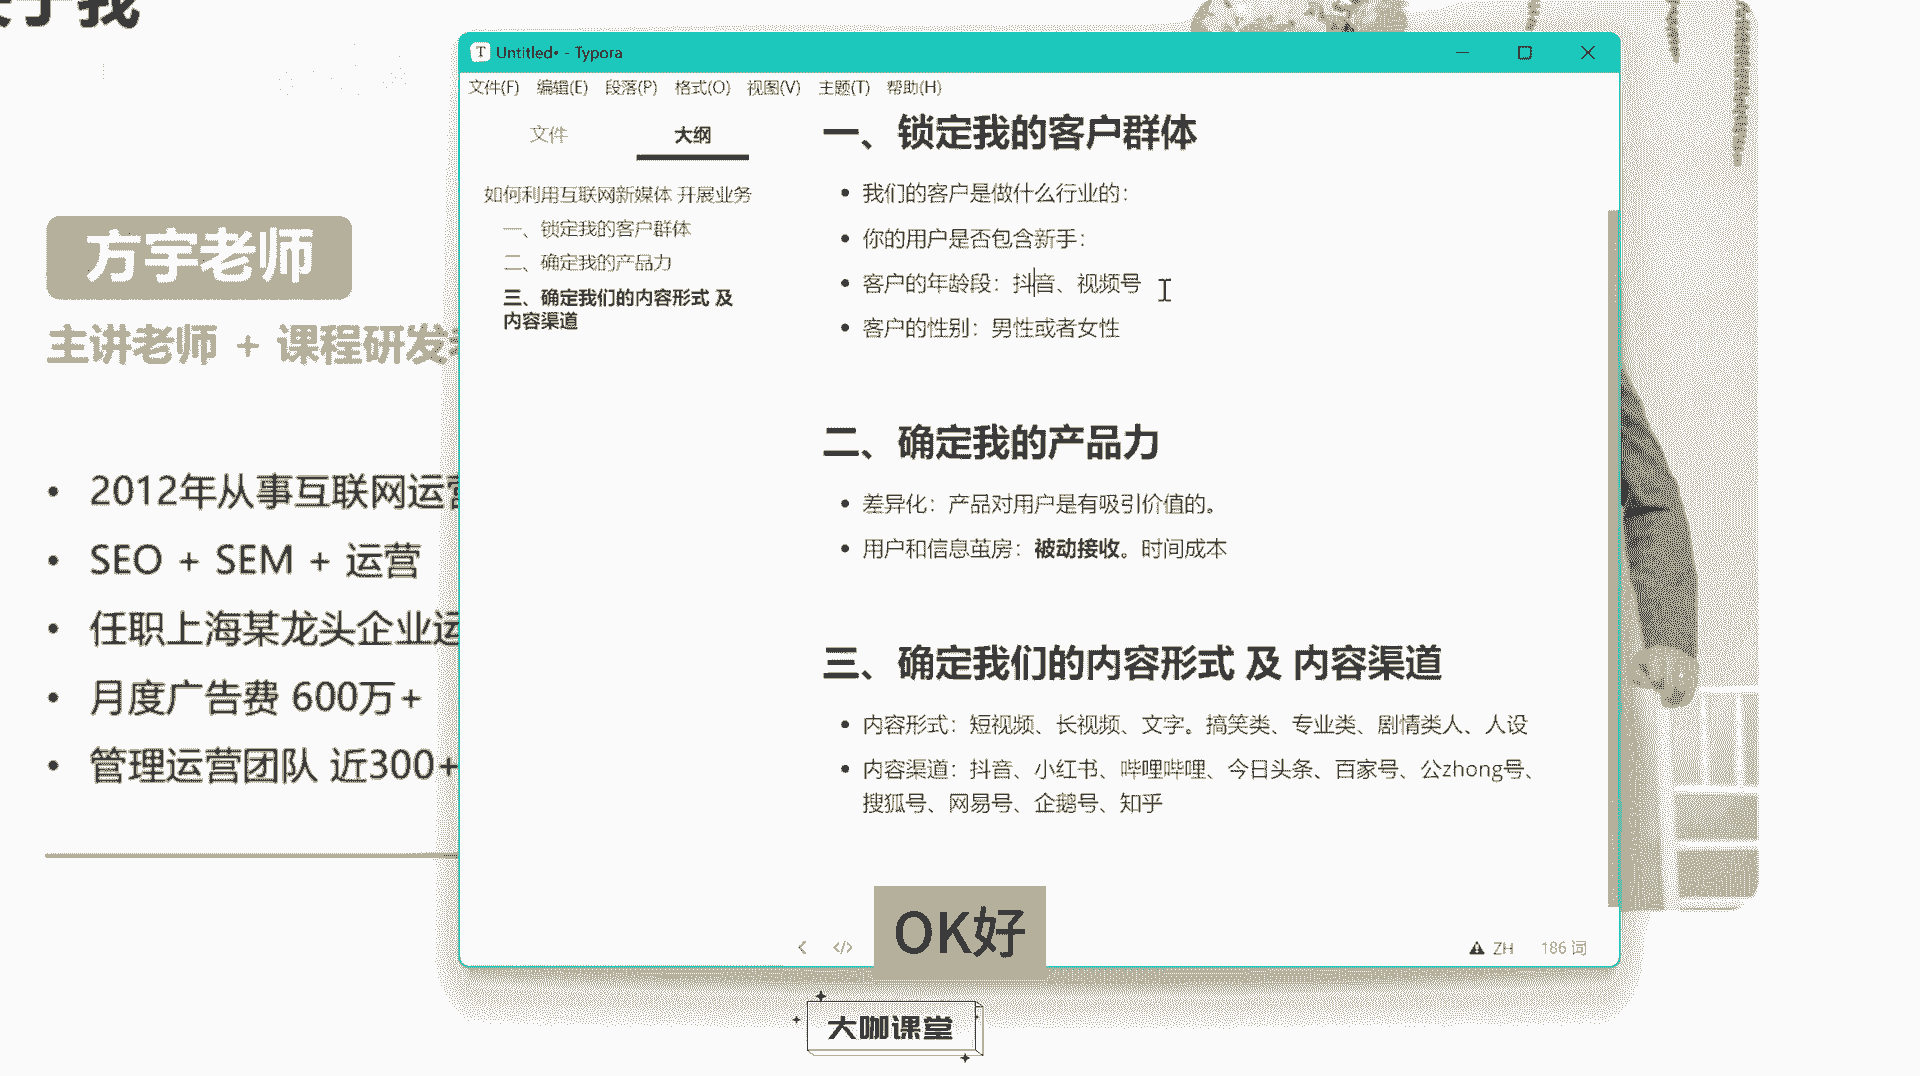 Untitled• - Typora
文件(F) 编辑(E) 段落(P) 格式(O) 视图(V) 主题(T) 帮助(H)
文件 大纲
如何利用互联网新媒体 开展业务
一、锁定我的客户群体
二、确定我的产品力
三、确定我们的内容形式 及
内容渠道
一、锁定我的客户群体
• 我们的客户是做什么行业的：
• 你的用户是否包含新手：
• 客户的年龄段：抖音、视频号
• 客户的性别：男性或者女性
二、确定我的产品力
• 差异化：产品对用户是有吸引价值的。
• 用户和信息茧房：被动接收。时间成本
三、确定我们的内容形式 及 内容渠道
• 内容形式：短视频、长视频、文字。搞笑类、专业类、剧情类人、人设
• 内容渠道：抖音、小红书、哔哩哔哩、今日头条、百家号、公zhong号、
搜狐号、网易号、企鹅号、知乎
</> ZH 186 词
方宇老师
主讲老师 + 课程研发
• 2012年从事互联网运营
• SEO + SEM + 运营
• 任职上海某龙头企业运
• 月度广告费 600万+
• 管理运营团队 近300+
OK好
大咖课堂